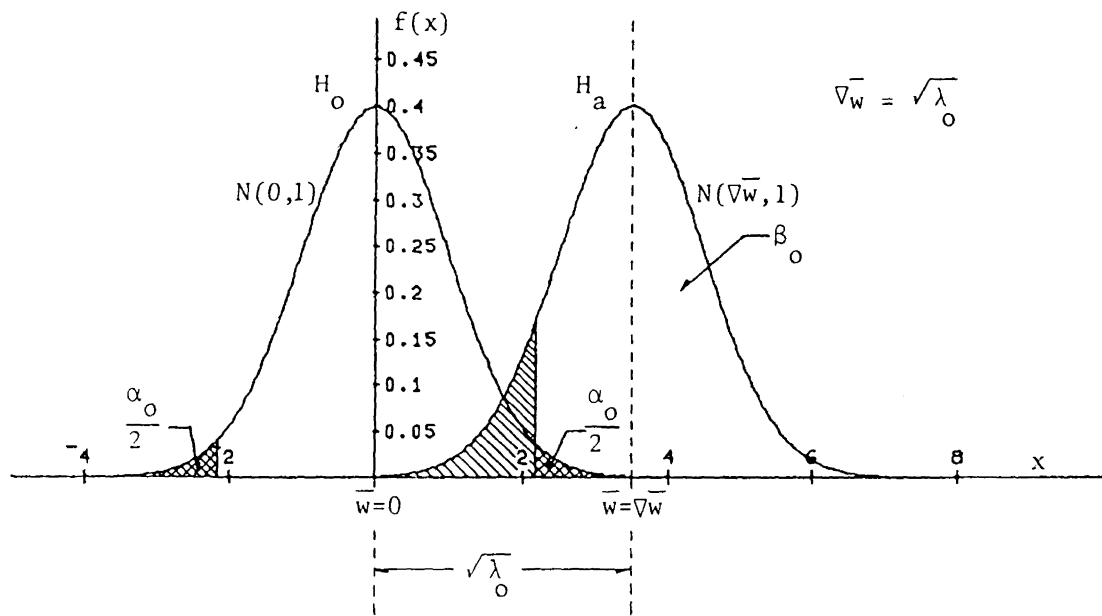 f(x)
0.45
H₀ 0.4 Hₐ ∇w̅ = √λ₀
0.35
N(0,1) 0.3 N(∇w̅,1)
0.25 β₀
0.2
0.15
α₀/2 0.1 α₀/2
0.05
-4 2 2 4 6 8 x
w̅=0 w̅=∇w̅
√λ₀